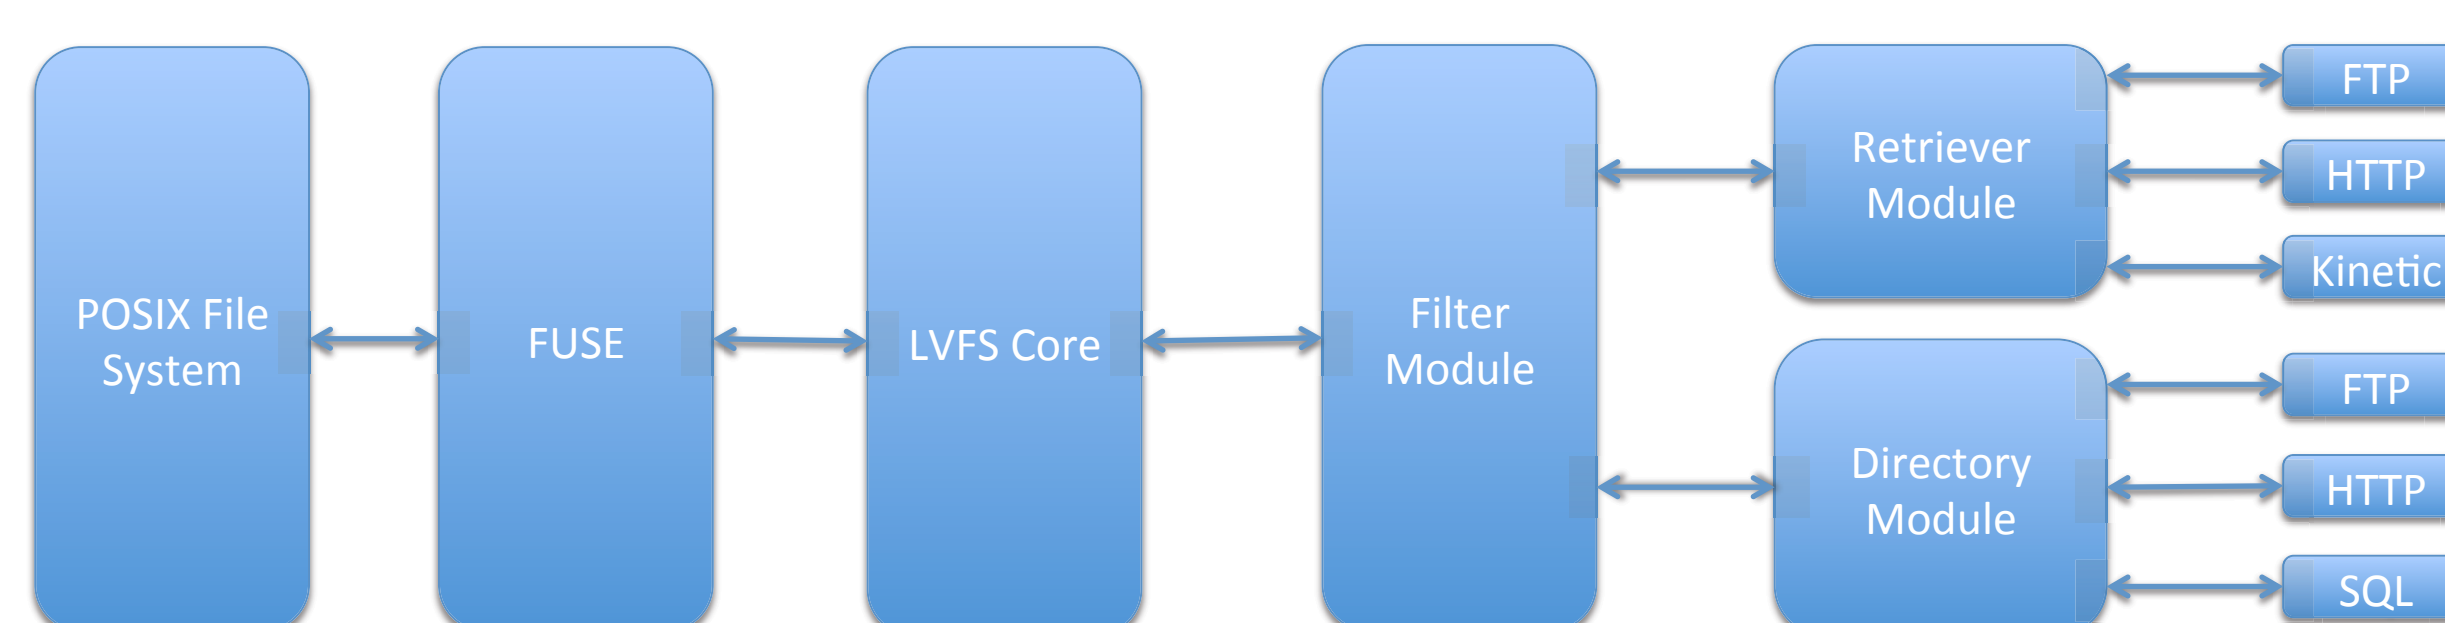 POSIX File
System
FUSE
LVFS Core
Filter
Module
Retriever
Module
FTP
HTTP
Kinetic
Directory
Module
FTP
HTTP
SQL